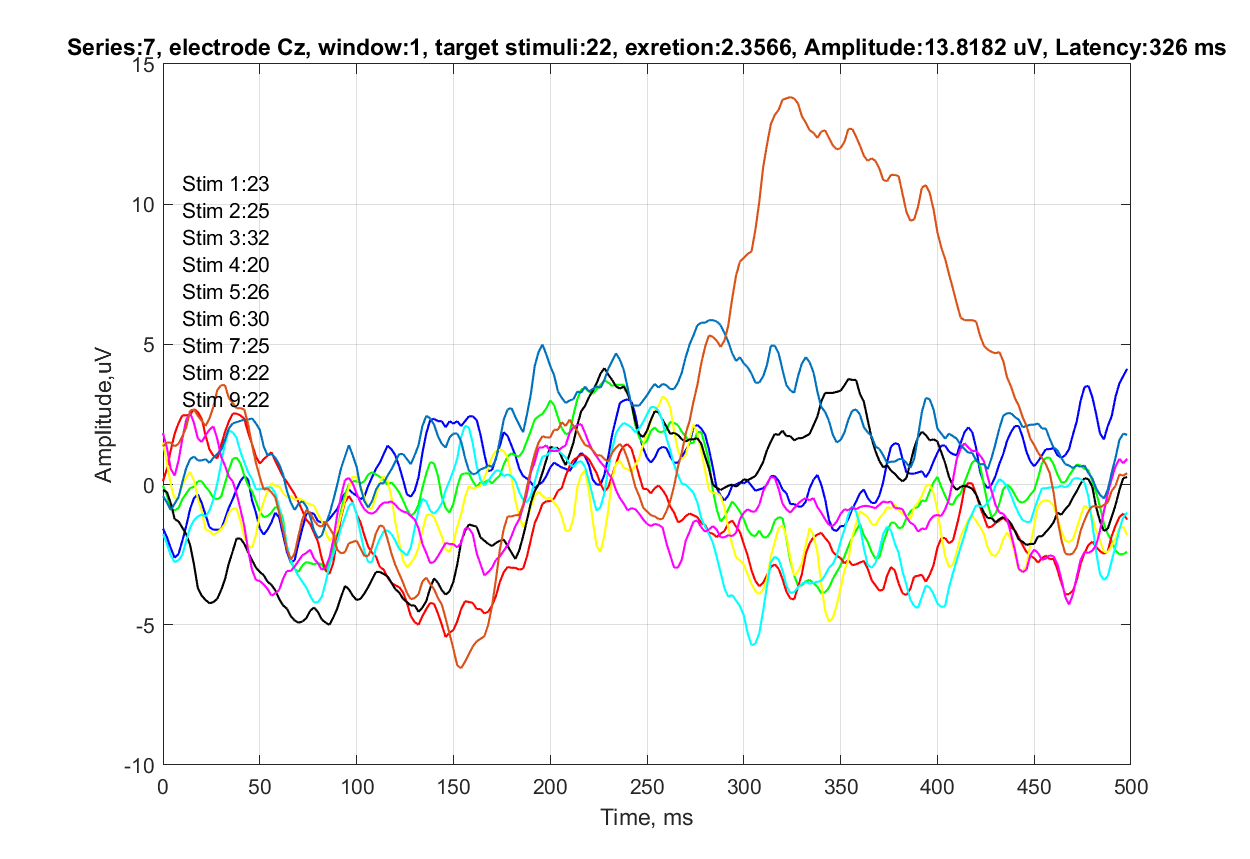 Series:7, electrode Cz, window:1, target stimuli:22, exretion:2.3566, Amplitude:13.8182 uV, Latency:326 ms
15
10
5
0
-5
-10
Amplitude,uV
Stim 1:23
Stim 2:25
Stim 3:32
Stim 4:20
Stim 5:26
Stim 6:30
Stim 7:25
Stim 8:22
Stim 9:22
0 50 100 150 200 250 300 350 400 450 500
Time, ms